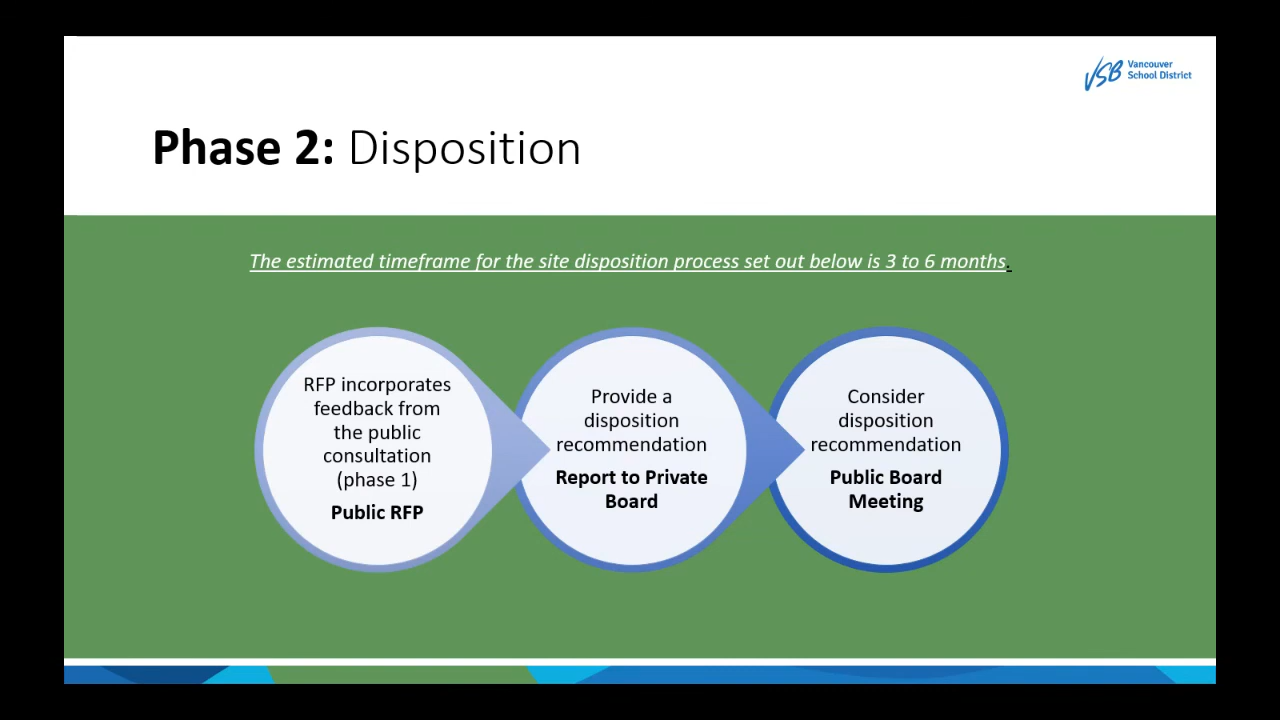 VSB Vancouver
School District
Phase 2: Disposition
The estimated timeframe for the site disposition process set out below is 3 to 6 months.
RFP incorporates
feedback from
the public
consultation
(phase 1)
Public RFP
Provide a
disposition
recommendation
Report to Private
Board
Consider
disposition
recommendation
Public Board
Meeting